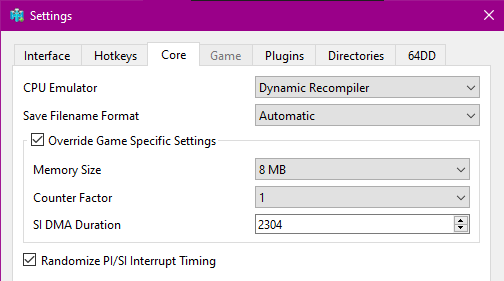 Settings
Interface Hotkeys Core Game Plugins Directories 64DD
CPU Emulator Dynamic Recompiler
Save Filename Format Automatic
Override Game Specific Settings
Memory Size 8 MB
Counter Factor 1
SI DMA Duration 2304
Randomize PI/SI Interrupt Timing